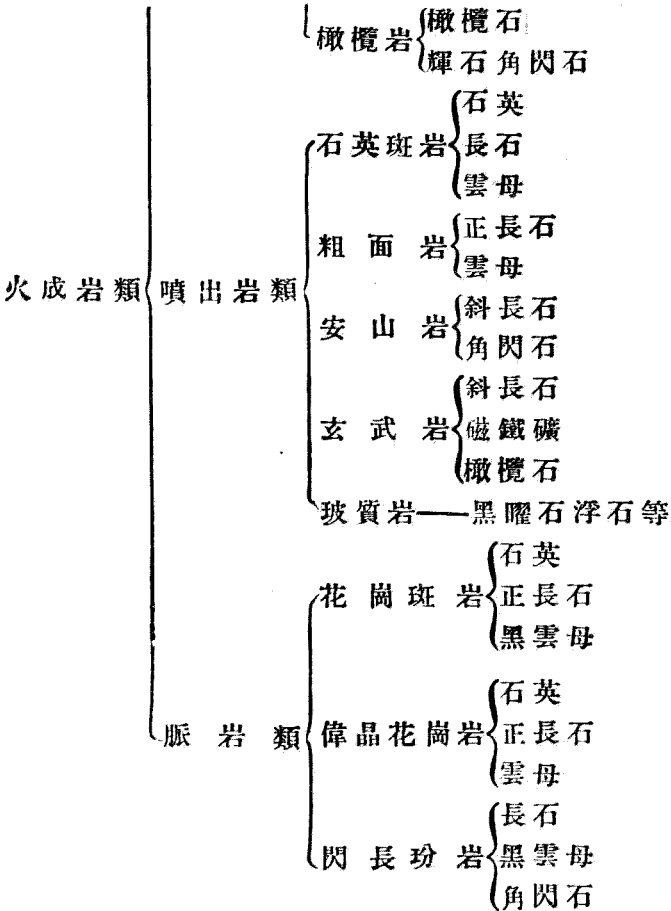 橄欖岩
橄欖石
輝石角閃石
火成岩類
噴出岩類
石英斑岩
石英
長石
雲母
粗面岩
正長石
雲母
安山岩
斜長石
角閃石
玄武岩
斜長石
磁鐵礦
橄欖石
玻質岩——黑曜石浮石等
脈岩類
花崗斑岩
石英
正長石
黑雲母
偉晶花崗岩
石英
正長石
雲母
閃長玢岩
長石
黑雲母
角閃石